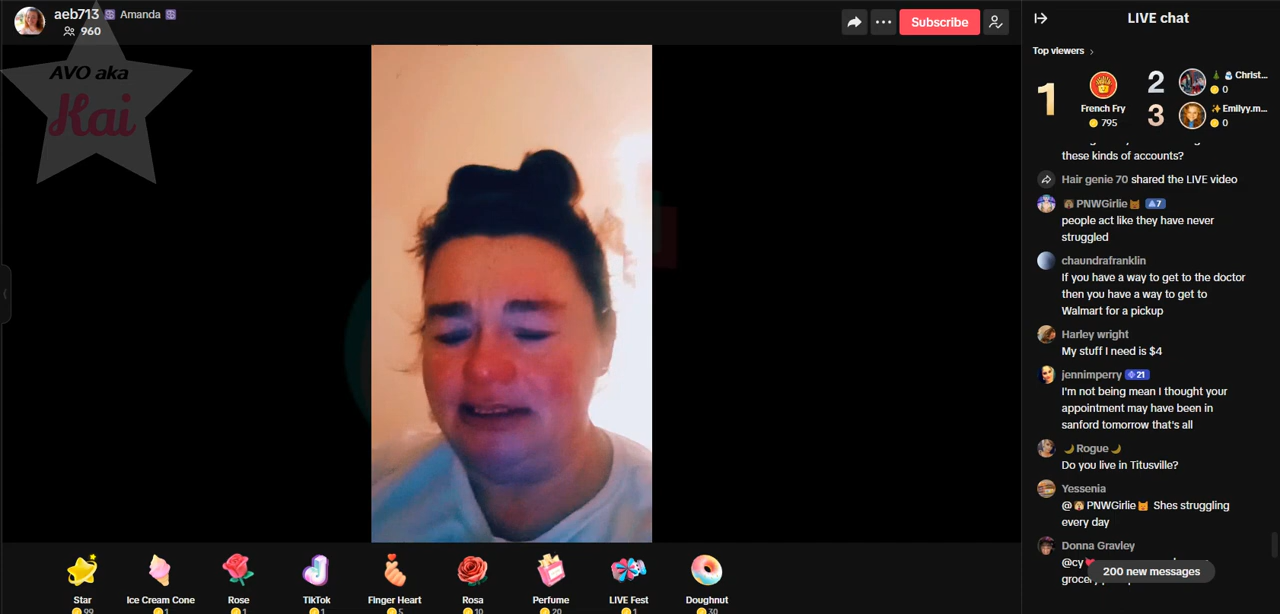 aeb713 Amanda
960
Subscribe
AVO aka
Kai
LIVE chat
Top viewers
1
French Fry
795
2
Christ...
0
3
Emilyy.m...
0
these kinds of accounts?
Hair genie 70 shared the LIVE video
PNWGirlie 7
people act like they have never
struggled
chaundrafranklin
If you have a way to get to the doctor
then you have a way to get to
Walmart for a pickup
Harley wright
My stuff I need is $4
jennimperry 21
I'm not being mean I thought your
appointment may have been in
sanford tomorrow that's all
Rogue
Do you live in Titusville?
Yessenia
@ PNWGirlie Shes struggling
every day
Donna Gravley
@cy
200 new messages
Star
99
Ice Cream Cone
1
Rose
1
TikTok
1
Finger Heart
5
Rosa
10
Perfume
20
LIVE Fest
1
Doughnut
30